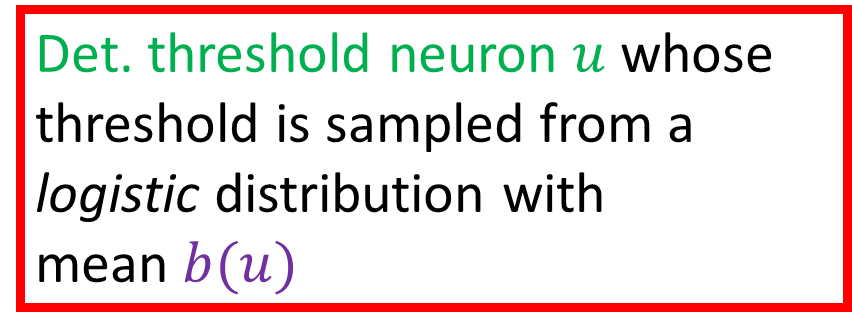 Det. threshold neuron 𝑢 whose
threshold is sampled from a
logistic distribution with
mean 𝑏(𝑢)